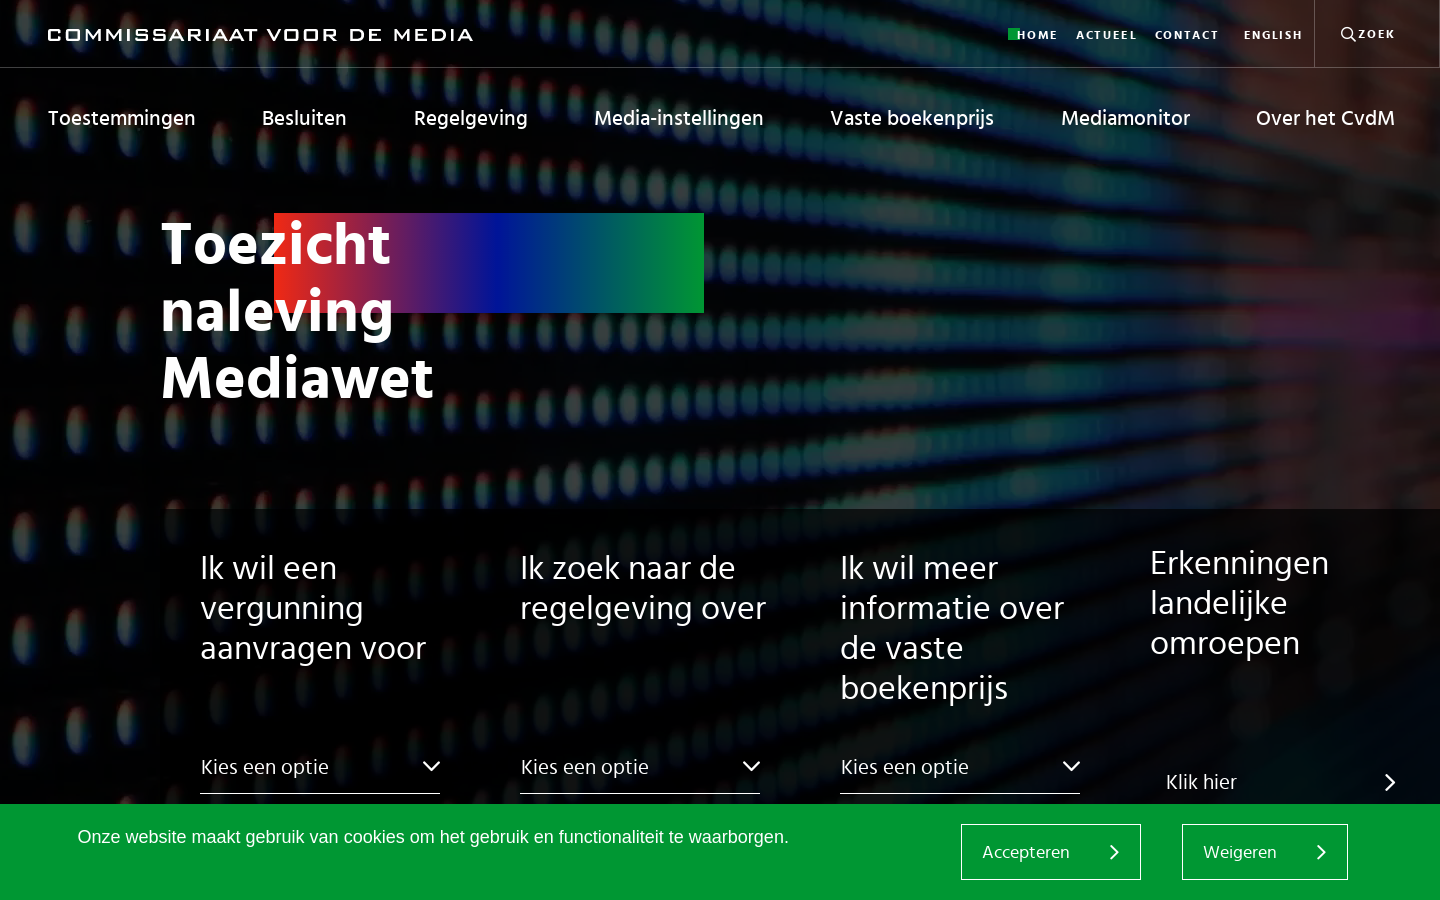 COMMISSARIAAT VOOR DE MEDIA
HOME
ACTUEEL
CONTACT
ENGLISH
ZOEK
Toestemmingen
Besluiten
Regelgeving
Media-instellingen
Vaste boekenprijs
Mediamonitor
Over het CvdM
Toezicht
naleving
Mediawet
Ik wil een
vergunning
aanvragen voor
Kies een optie
Ik zoek naar de
regelgeving over
Kies een optie
Ik wil meer
informatie over
de vaste
boekenprijs
Kies een optie
Erkenningen
landelijke
omroepen
Klik hier
Onze website maakt gebruik van cookies om het gebruik en functionaliteit te waarborgen.
Accepteren
Weigeren